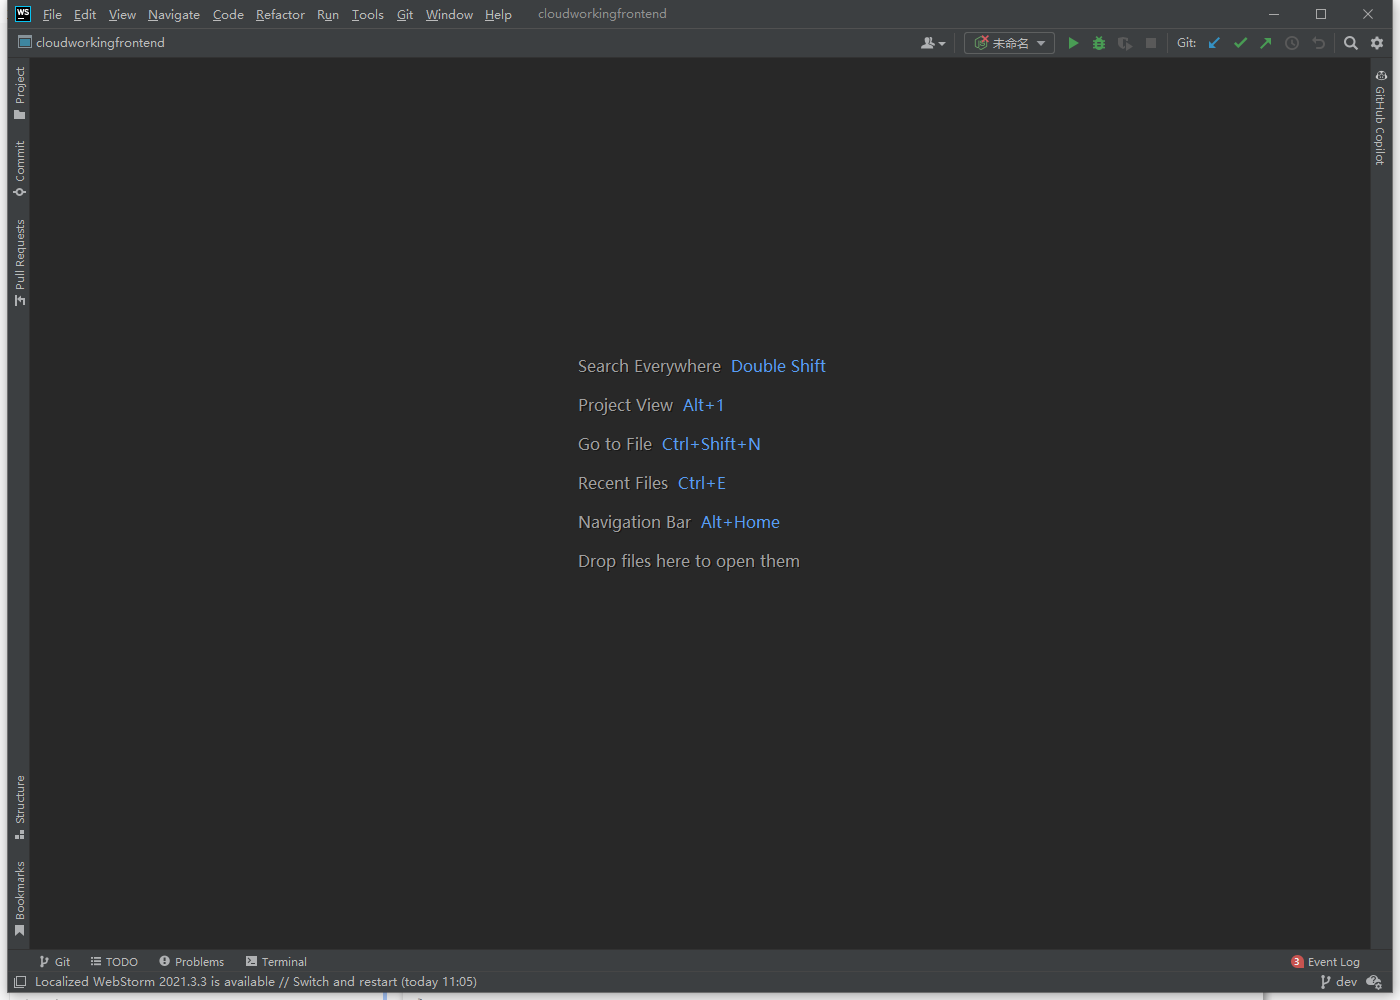 WS File Edit View Navigate Code Refactor Run Tools Git Window Help cloudworkingfrontend
cloudworkingfrontend 未命名 Git:
Project
Commit
Pull Requests
Structure
Bookmarks
GitHub Copilot
Search Everywhere Double Shift
Project View Alt+1
Go to File Ctrl+Shift+N
Recent Files Ctrl+E
Navigation Bar Alt+Home
Drop files here to open them
Git TODO Problems Terminal 3 Event Log
Localized WebStorm 2021.3.3 is available // Switch and restart (today 11:05) dev